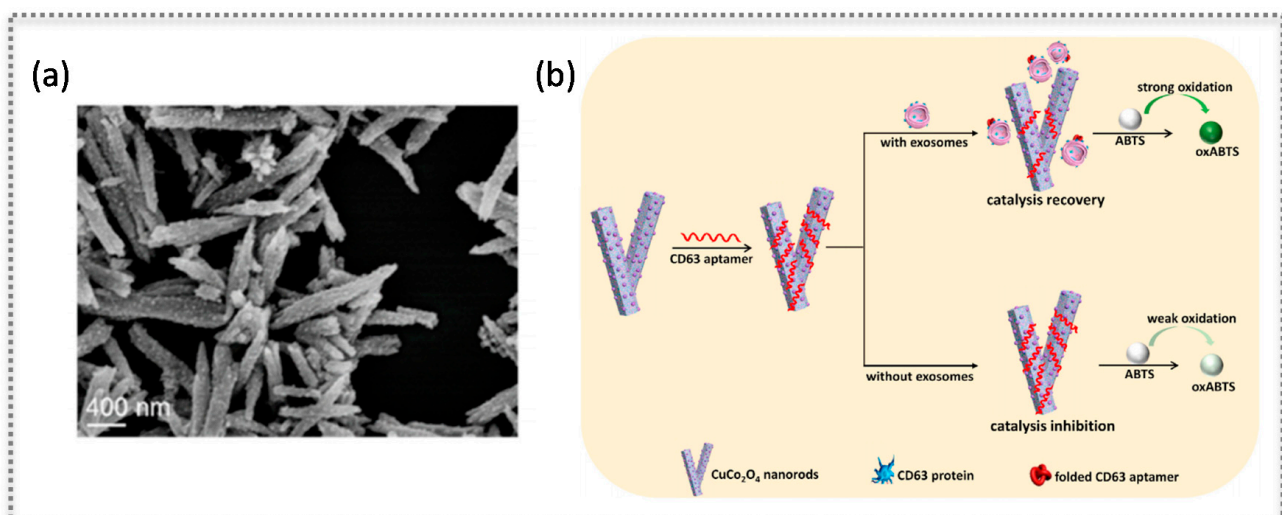 (a)
400 nm
(b)
CD63 aptamer
with exosomes
catalysis recovery
strong oxidation
ABTS
oxABTS
without exosomes
catalysis inhibition
weak oxidation
ABTS
oxABTS
CuCo₂O₄ nanorods
CD63 protein
folded CD63 aptamer